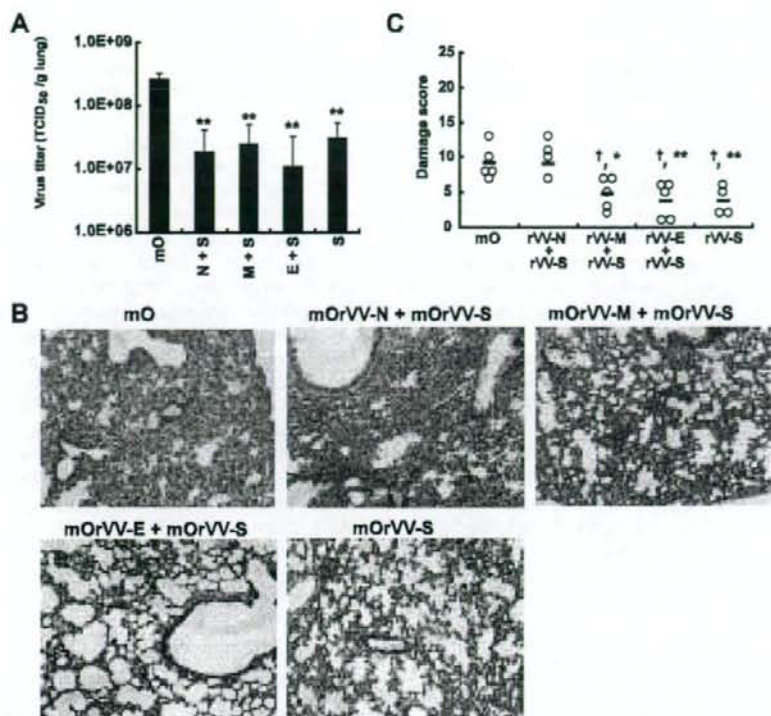 A
Virus titer (TCID50 /g lung)
1.0E+09
1.0E+08
1.0E+07
1.0E+06
** ** ** **
mO N + S M + S E + S S
C
Damage score
25
20
15
10
5
0
†, * †, ** †, **
mO rVV-N rVV-M rVV-E rVV-S
+ + +
rVV-S rVV-S rVV-S
B
mO mOrVV-N + mOrVV-S mOrVV-M + mOrVV-S
mOrVV-E + mOrVV-S mOrVV-S